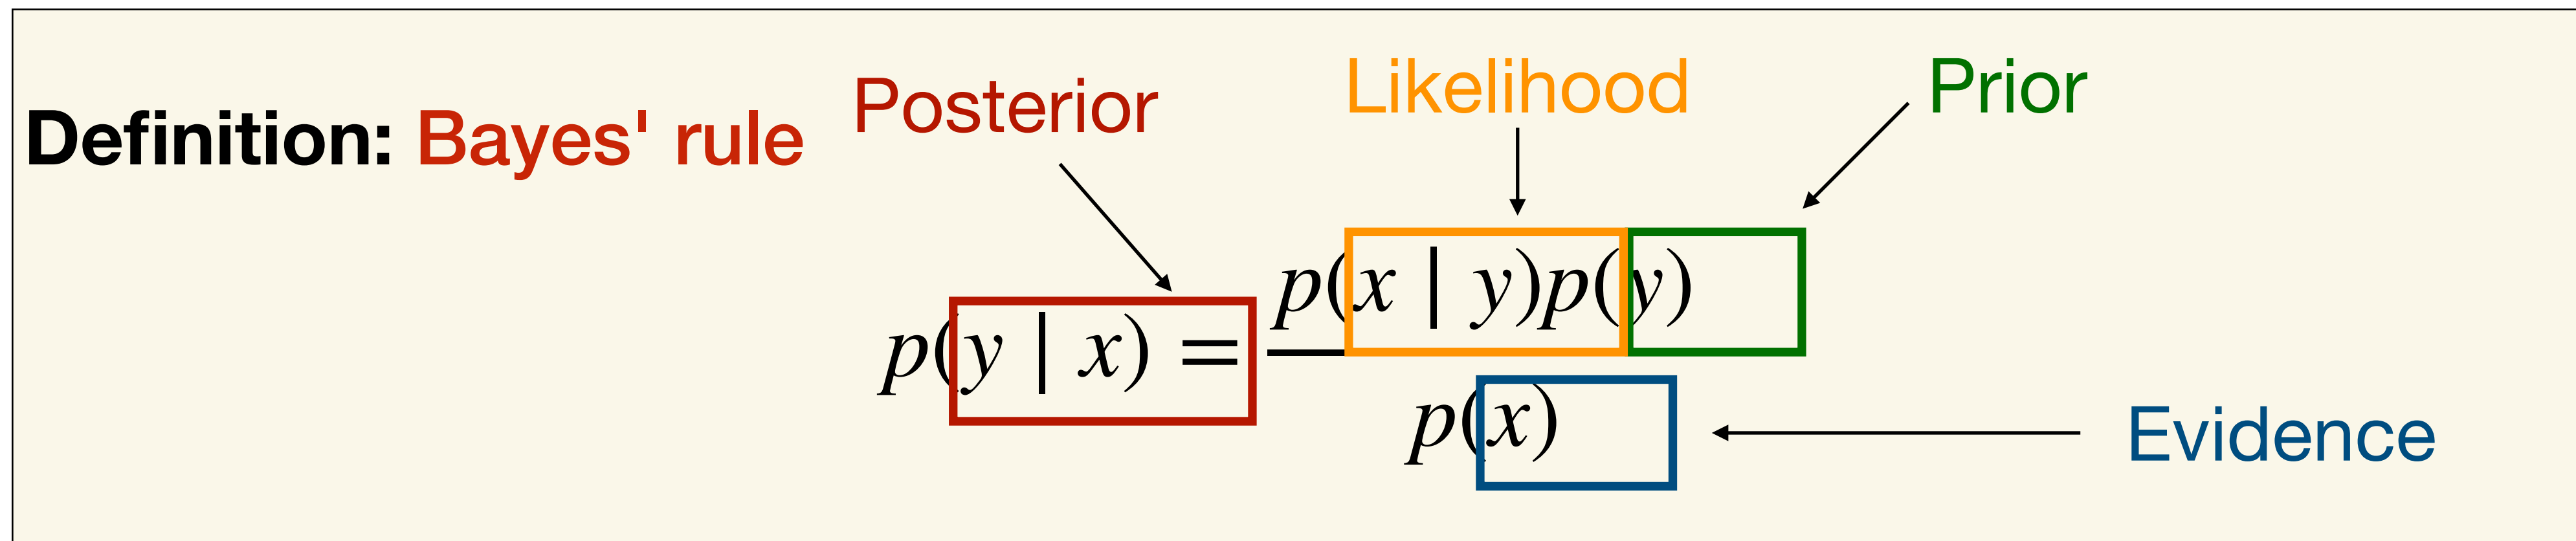 Definition: Bayes' rule
Posterior
Likelihood
Prior
p(y | x) = p(x | y)p(y)
p(x)
Evidence